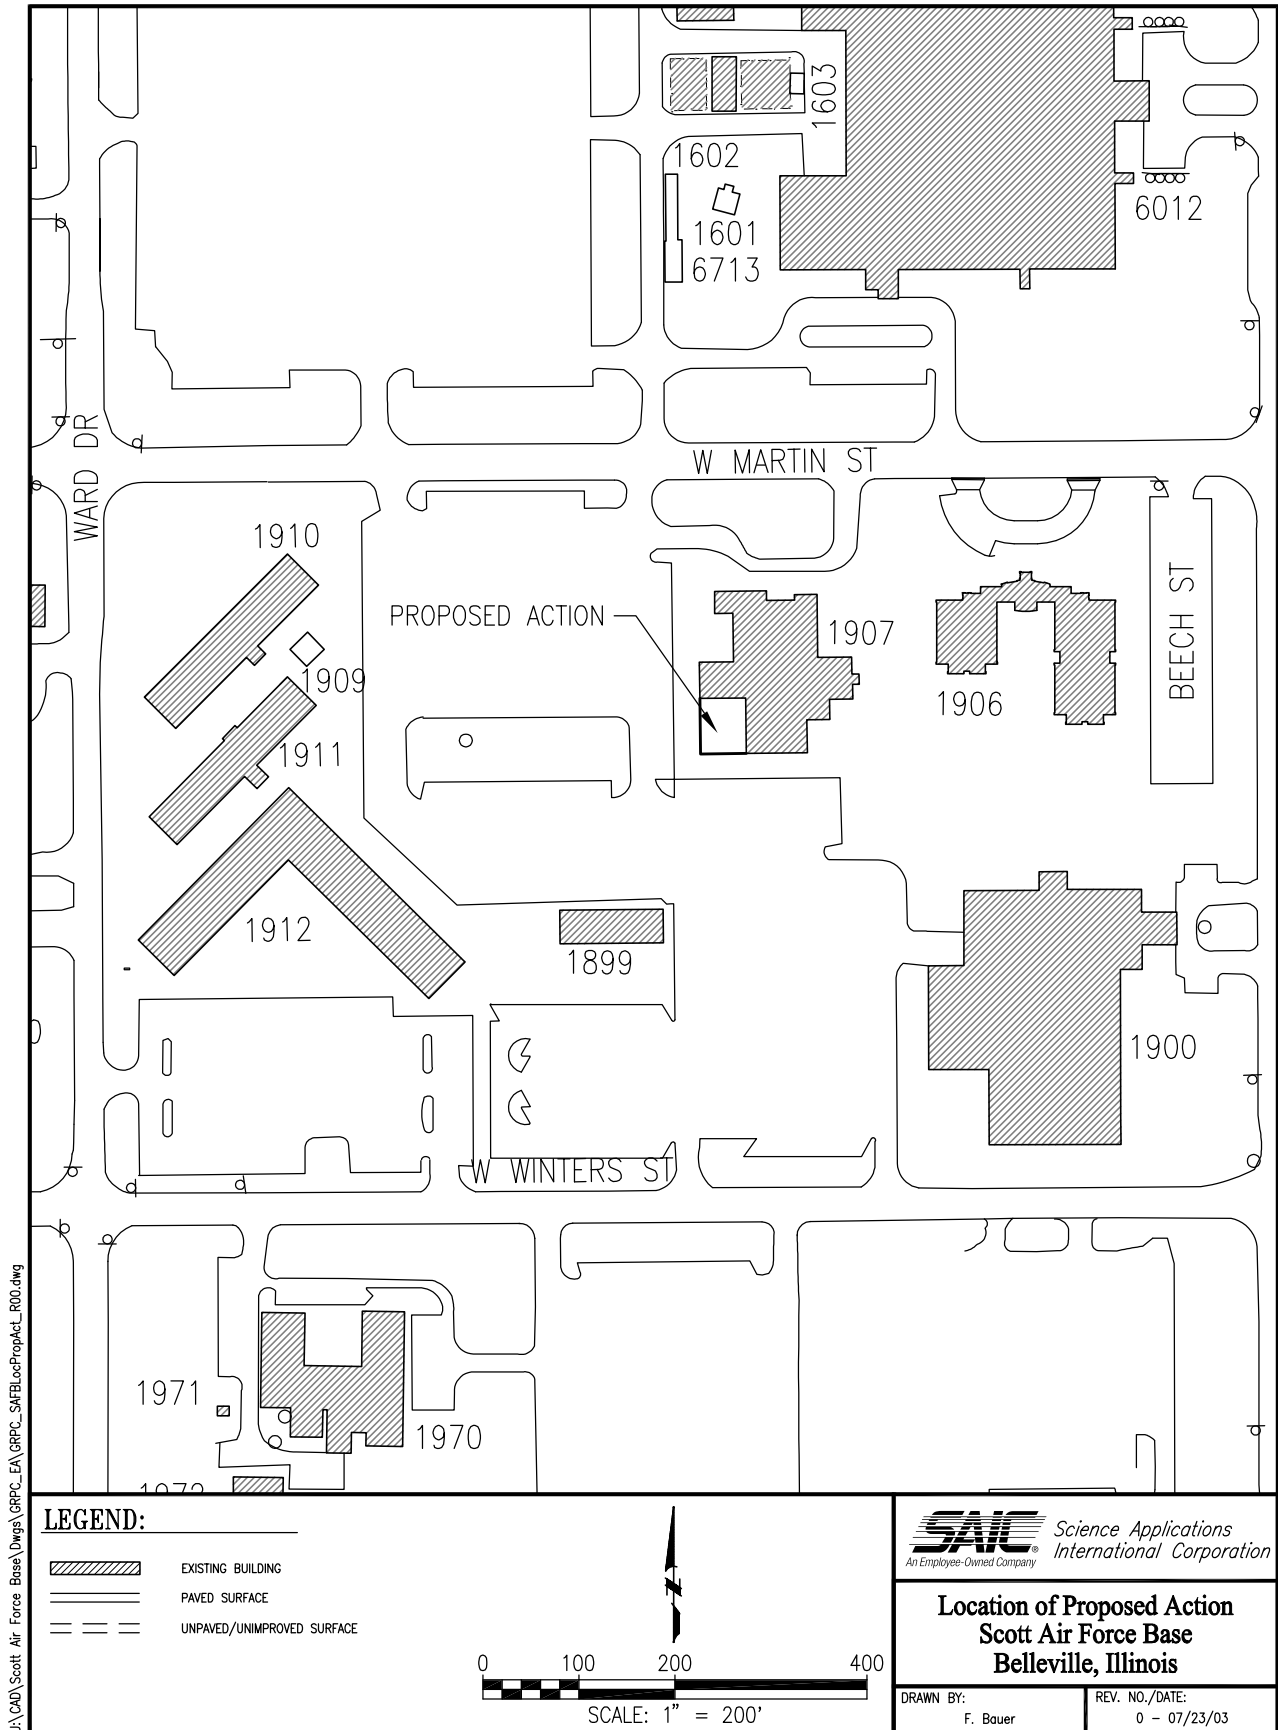 1603
1602
1601
6713
6012
W MARTIN ST
WARD DR
1910
PROPOSED ACTION
1907
BEECH ST
1909
1906
1911
1912
1899
1900
W WINTERS ST
1971
1970
1972
J:\CAD\Scott Air Force Base\Dwgs\GRPC_EA\GRPC_SAFBLocPropAct_R00.dwg
LEGEND:
EXISTING BUILDING
PAVED SURFACE
UNPAVED/UNIMPROVED SURFACE
N
0 100 200 400
SCALE: 1" = 200'
SAIC®
An Employee-Owned Company
Science Applications
International Corporation
Location of Proposed Action
Scott Air Force Base
Belleville, Illinois
DRAWN BY:
F. Bauer
REV. NO./DATE:
0 - 07/23/03